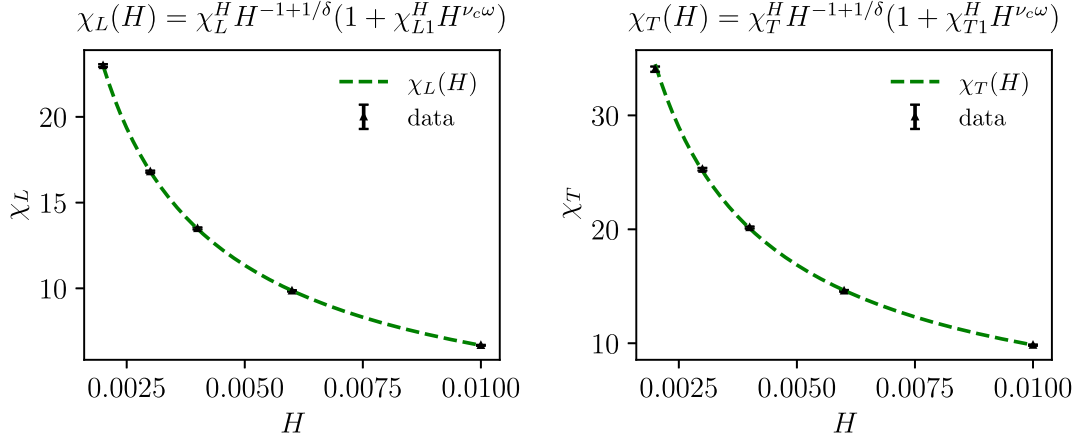 χ_L(H) = χ_L^H H^{−1+1/δ}(1 + χ_{L1}^H H^{ν_cω})
χ_L(H)
data
20
15
10
χ_L
0.0025 0.0050 0.0075 0.0100
H
χ_T(H) = χ_T^H H^{−1+1/δ}(1 + χ_{T1}^H H^{ν_cω})
χ_T(H)
data
30
20
10
χ_T
0.0025 0.0050 0.0075 0.0100
H